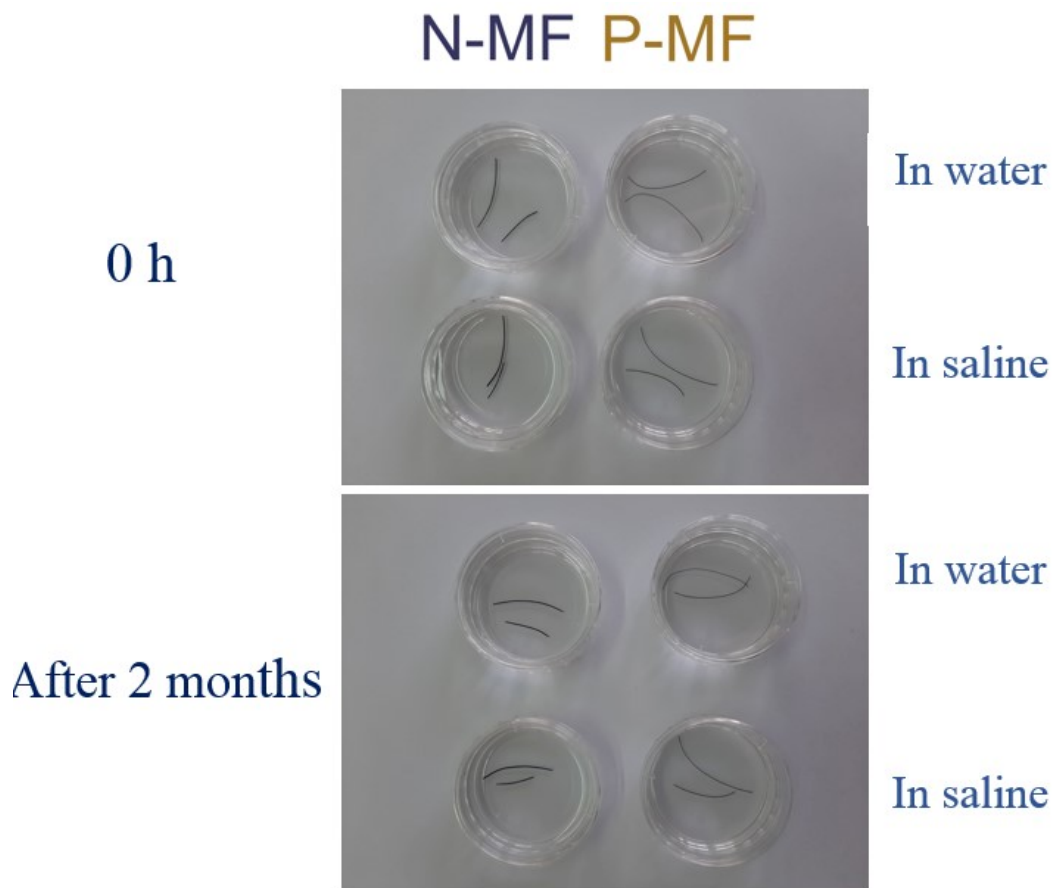 N-MF P-MF
In water
0 h
In saline
In water
After 2 months
In saline